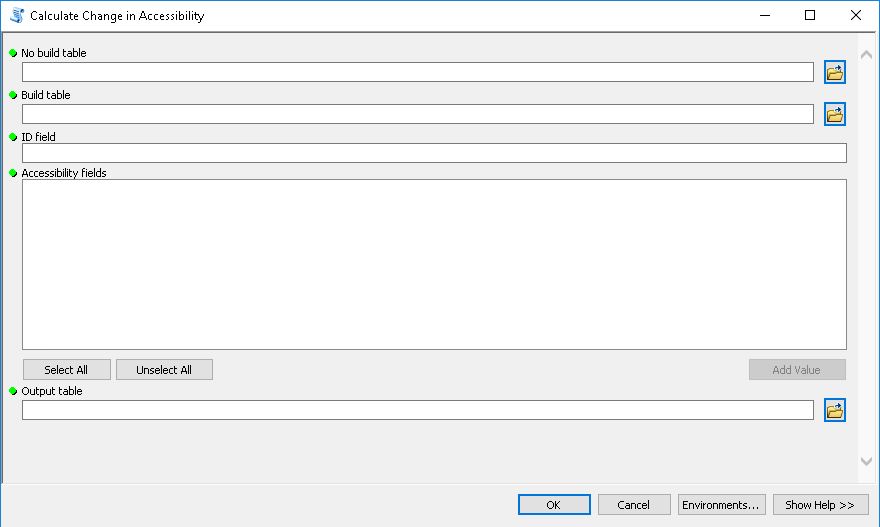 Calculate Change in Accessibility
No build table
Build table
ID field
Accessibility fields
Select All Unselect All Add Value
Output table
OK Cancel Environments... Show Help >>